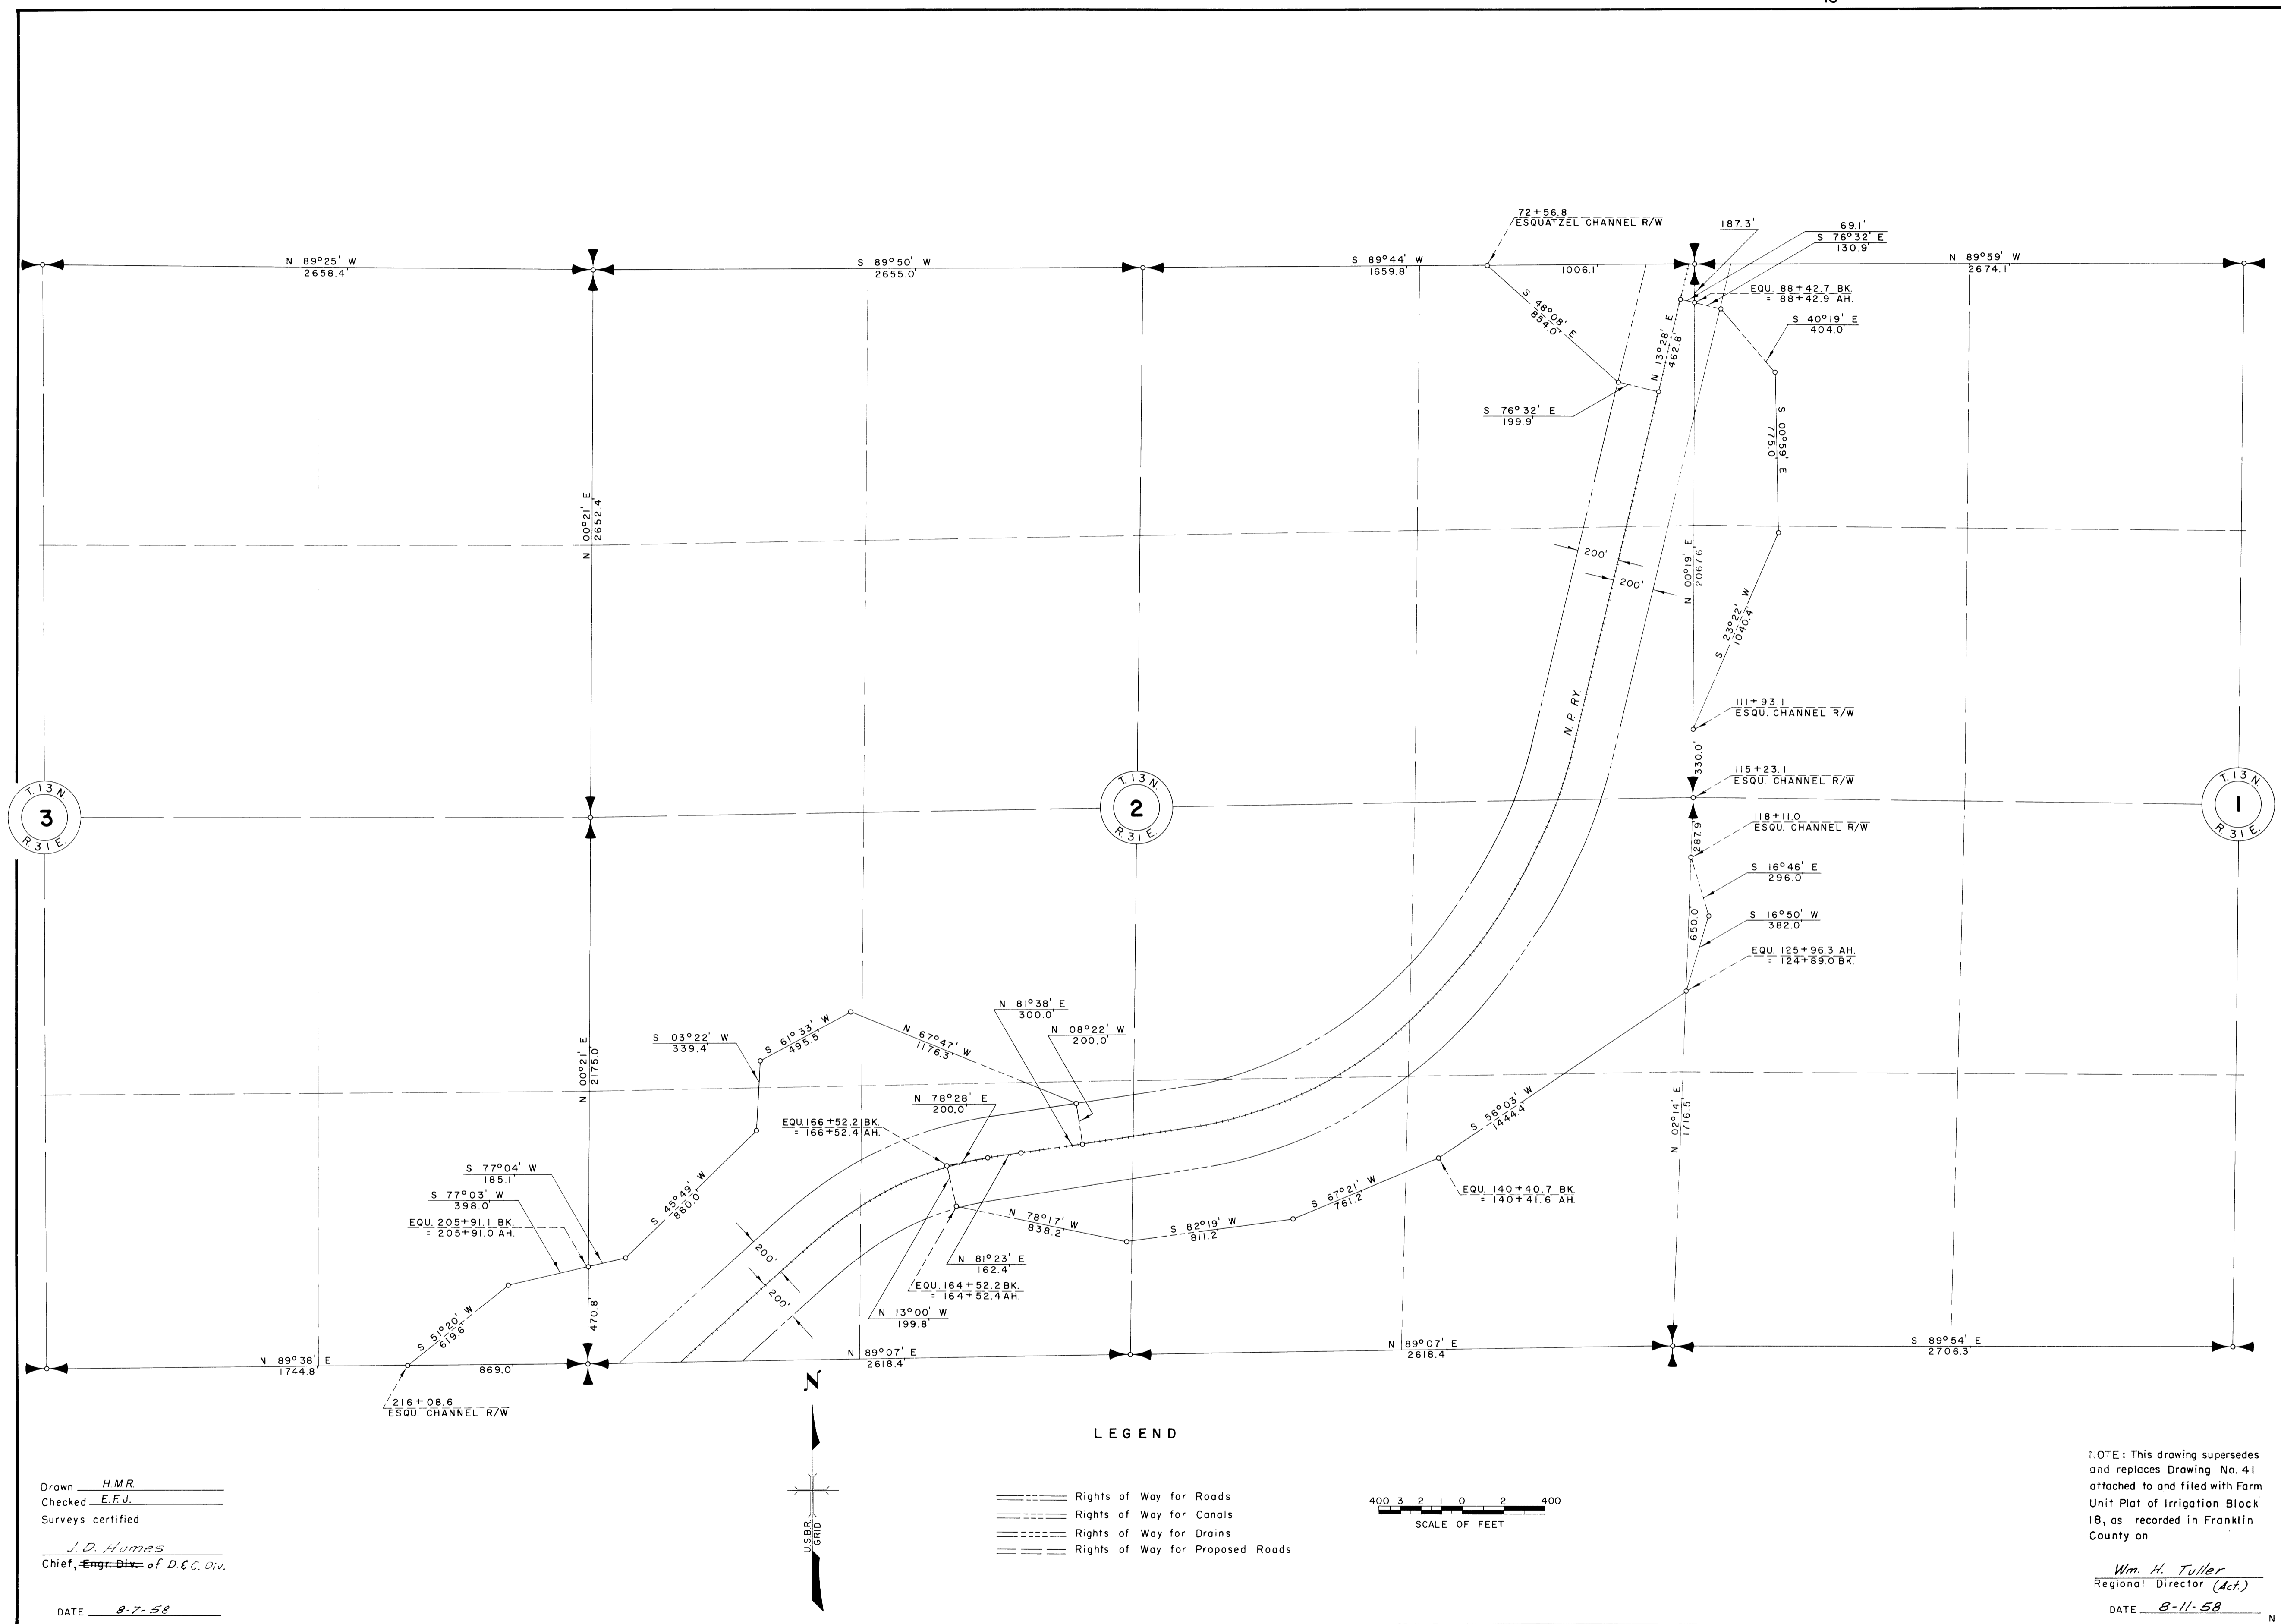 72+56.8
ESQUATZEL CHANNEL R/W
187.3'
69.1'
S 76°32' E
130.9'
N 89°25' W
2658.4'
S 89°50' W
2655.0'
S 89°44' W
1659.8'
1006.1'
N 89°59' W
2674.1'
EQU. 88+42.7 BK.
= 88+42.9 AH.
S 48°08' E
854.0'
N 13°28' E
462.8'
S 40°19' E
404.0'
S 76°32' E
199.9'
S 00°59' E
775.0'
N 00°21' E
2652.4'
200'
200'
N 00°19' E
2067.6'
S 23°22' W
1040.4'
N. P. RY.
111+93.1
ESQU. CHANNEL R/W
330.0'
115+23.1
ESQU. CHANNEL R/W
T. 13 N.
3
R. 31 E.
T. 13 N.
2
R. 31 E.
T. 13 N.
1
R. 31 E.
287.9'
118+11.0
ESQU. CHANNEL R/W
S 16°46' E
296.0'
650.0'
S 16°50' W
382.0'
EQU. 125+96.3 AH.
= 124+89.0 BK.
N 81°38' E
300.0'
N 08°22' W
200.0'
S 03°22' W
339.4'
S 61°33' W
495.5'
N 67°47' W
1176.3'
N 00°21' E
2175.0'
N 78°28' E
200.0'
EQU. 166+52.2 BK.
= 166+52.4 AH.
S 56°03' W
1444.4'
N 02°14' E
1716.5'
S 77°04' W
185.1'
S 77°03' W
398.0'
EQU. 205+91.1 BK.
= 205+91.0 AH.
S 45°49' W
880.0'
N 78°17' W
838.2'
S 82°19' W
811.2'
S 67°21' W
761.2'
EQU. 140+40.7 BK.
= 140+41.6 AH.
200'
200'
N 81°23' E
162.4'
EQU. 164+52.2 BK.
= 164+52.4 AH.
N 13°00' W
199.8'
S 51°20' W
619.6'
470.8'
N 89°38' E
1744.8'
869.0'
N 89°07' E
2618.4'
N 89°07' E
2618.4'
S 89°54' E
2706.3'
216+08.6
ESQU. CHANNEL R/W
N
U.S.B.R.
GRID
LEGEND
Rights of Way for Roads
Rights of Way for Canals
Rights of Way for Drains
Rights of Way for Proposed Roads
400 3 2 1 0 2 400
SCALE OF FEET
Drawn H.M.R.
Checked E.F.J.
Surveys certified
J.D. Humes
Chief, Engr. Div. of D.& C. Div.
DATE 8-7-58
NOTE: This drawing supersedes
and replaces Drawing No. 41
attached to and filed with Farm
Unit Plat of Irrigation Block
18, as recorded in Franklin
County on
Wm. H. Tuller
Regional Director (Act.)
DATE 8-11-58
N